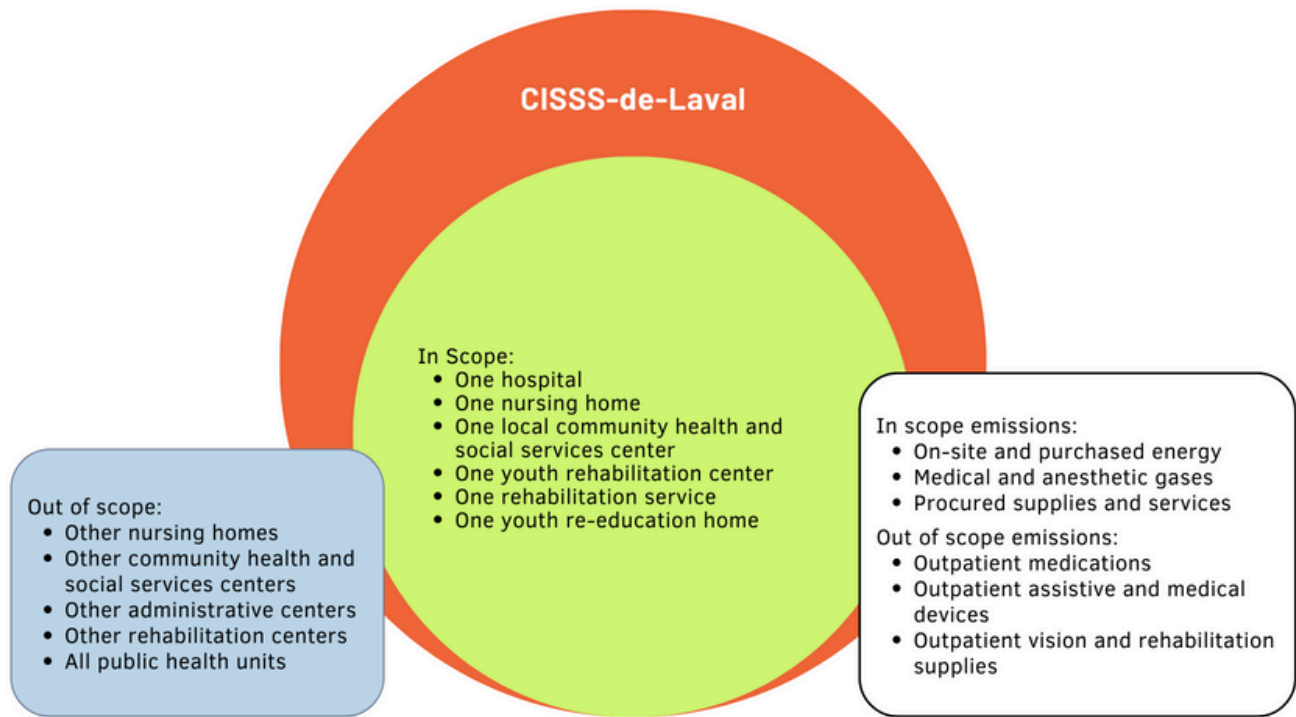 CISSS-de-Laval
In Scope:
• One hospital
• One nursing home
• One local community health and
social services center
• One youth rehabilitation center
• One rehabilitation service
• One youth re-education home
Out of scope:
• Other nursing homes
• Other community health and
social services centers
• Other administrative centers
• Other rehabilitation centers
• All public health units
In scope emissions:
• On-site and purchased energy
• Medical and anesthetic gases
• Procured supplies and services
Out of scope emissions:
• Outpatient medications
• Outpatient assistive and medical
devices
• Outpatient vision and rehabilitation
supplies